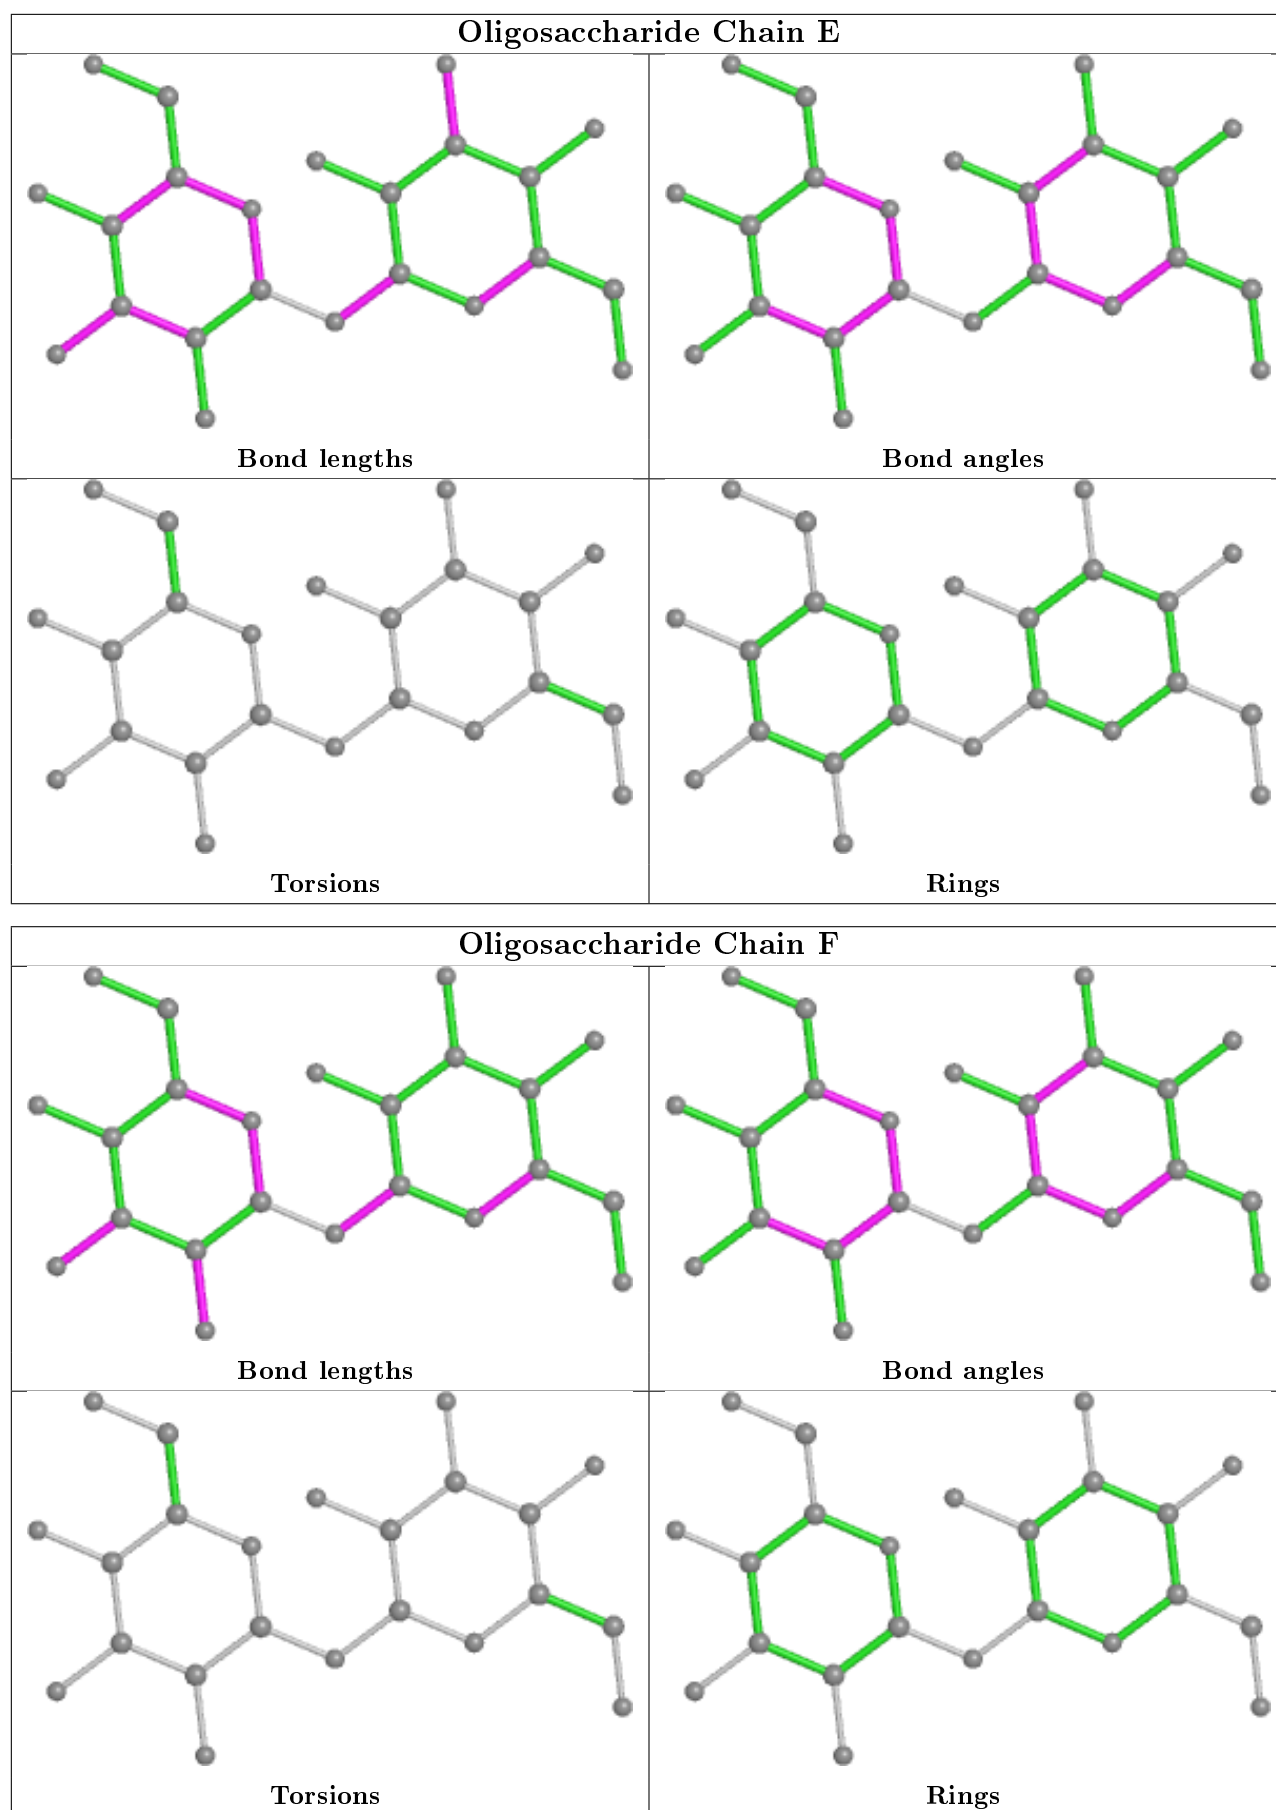 Oligosaccharide Chain E
Bond lengths
Bond angles
Torsions
Rings
Oligosaccharide Chain F
Bond lengths
Bond angles
Torsions
Rings